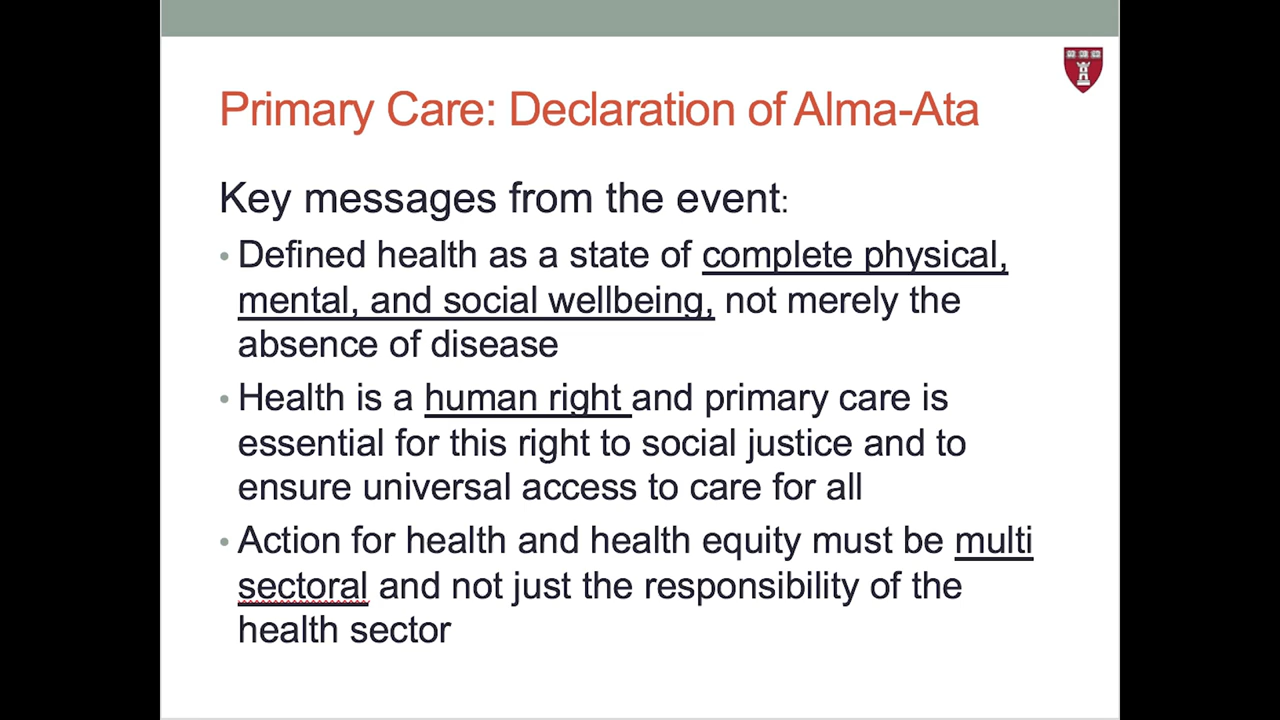 Primary Care: Declaration of Alma-Ata
Key messages from the event:
• Defined health as a state of complete physical,
mental, and social wellbeing, not merely the
absence of disease
• Health is a human right and primary care is
essential for this right to social justice and to
ensure universal access to care for all
• Action for health and health equity must be multi
sectoral and not just the responsibility of the
health sector